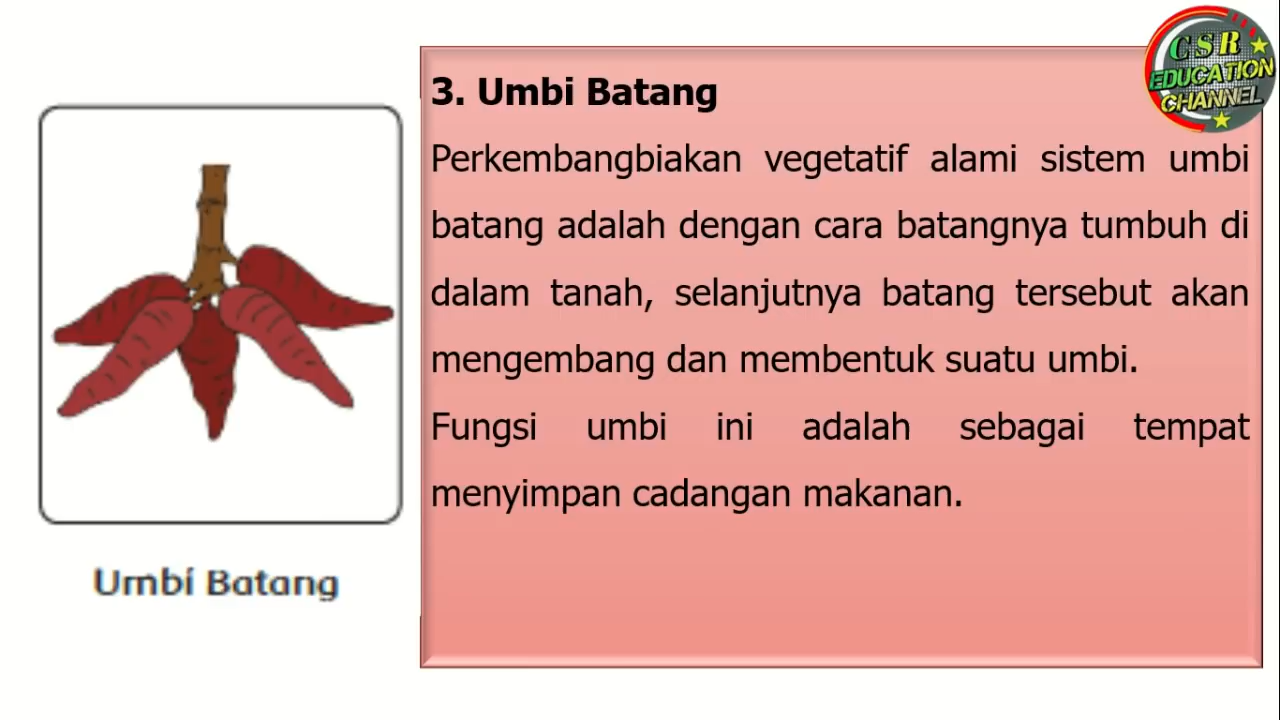 CSR
EDUCATION
CHANNEL
3. Umbi Batang
Perkembangbiakan vegetatif alami sistem umbi
batang adalah dengan cara batangnya tumbuh di
dalam tanah, selanjutnya batang tersebut akan
mengembang dan membentuk suatu umbi.
Fungsi umbi ini adalah sebagai tempat
menyimpan cadangan makanan.
Umbi Batang